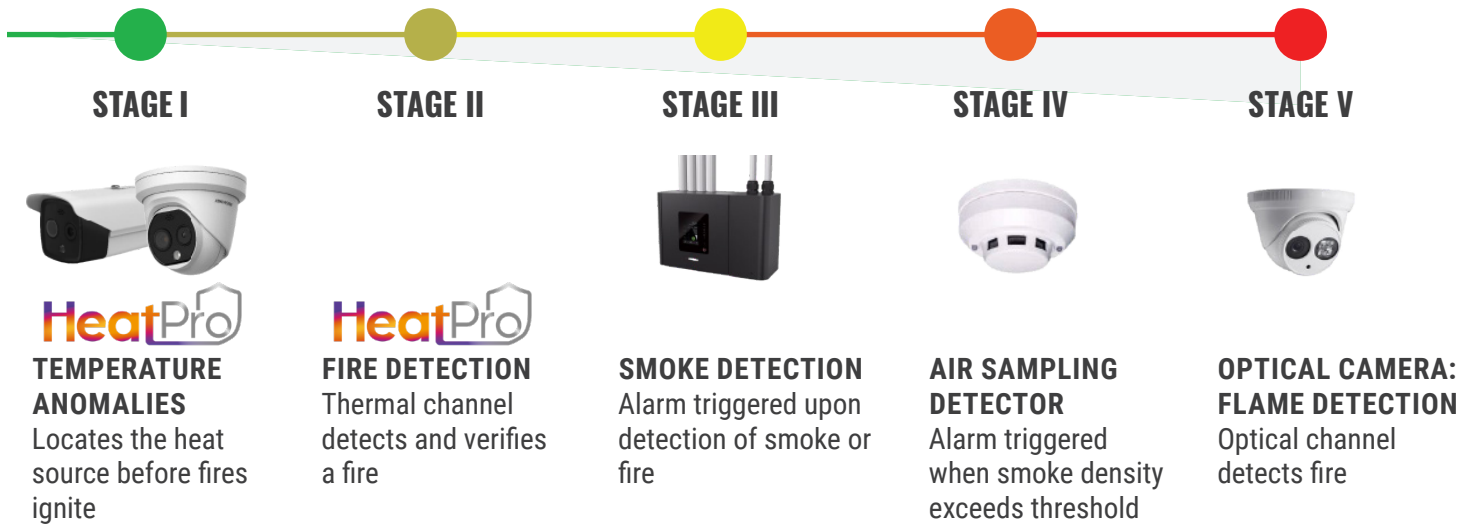 STAGE I
STAGE II
STAGE III
STAGE IV
STAGE V
HeatPro
TEMPERATURE
ANOMALIES
Locates the heat
source before fires
ignite
HeatPro
FIRE DETECTION
Thermal channel
detects and verifies
a fire
SMOKE DETECTION
Alarm triggered upon
detection of smoke or
fire
AIR SAMPLING
DETECTOR
Alarm triggered
when smoke density
exceeds threshold
OPTICAL CAMERA:
FLAME DETECTION
Optical channel
detects fire